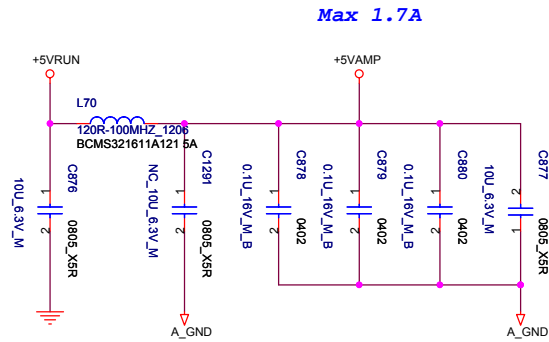 Max 1.7A
+5VRUN
+5VAMP
L70
120R-100MHZ_1206
BCMS321611A121 5A
10U_6.3V_M
C876
1
2
0805_X5R
NC_10U_6.3V_M
C1291
1
2
0805_X5R
0.1U_16V_M_B
C878
1
2
0402
0.1U_16V_M_B
C879
1
2
0402
0.1U_16V_M_B
C880
1
2
0402
10U_6.3V_M
C877
2
1
0805_X5R
A_GND
A_GND